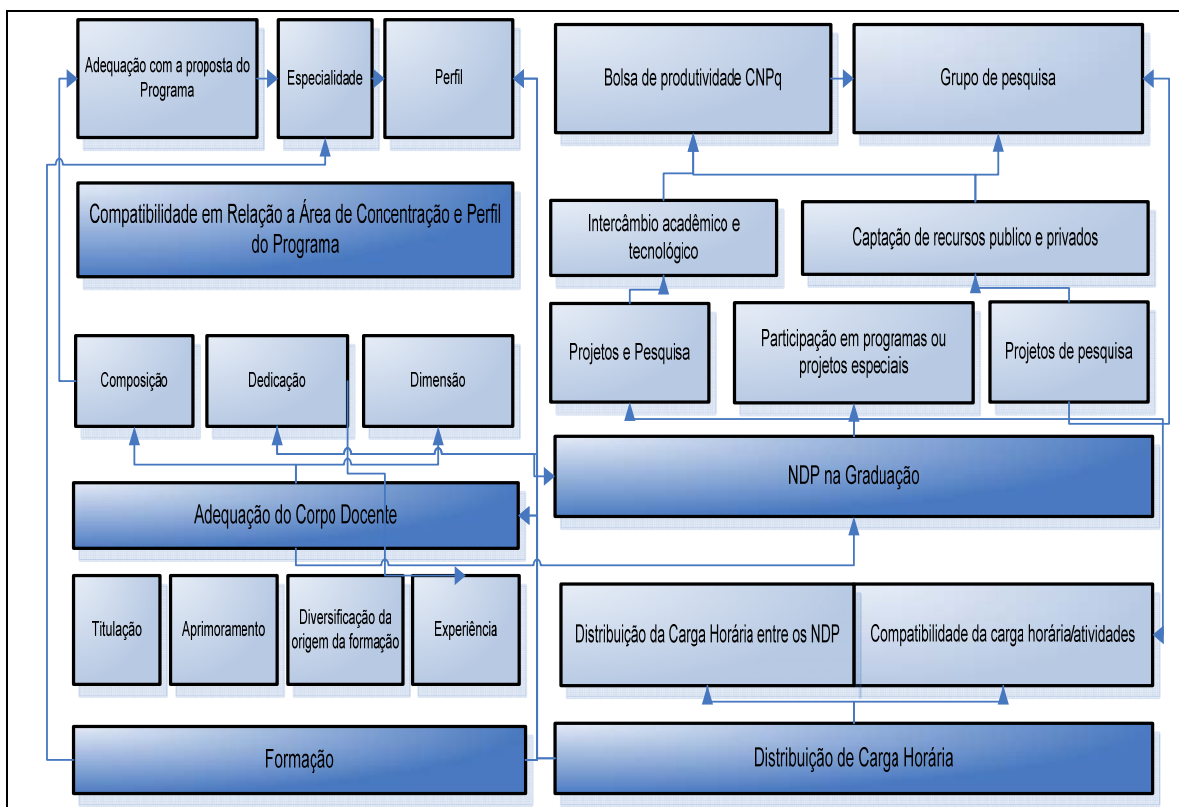 Adequação com a proposta do
Programa
Especialidade
Perfil
Bolsa de produtividade CNPq
Grupo de pesquisa
Compatibilidade em Relação a Área de Concentração e Perfil
do Programa
Intercâmbio acadêmico e
tecnológico
Captação de recursos publico e privados
Projetos e Pesquisa
Participação em programas ou
projetos especiais
Projetos de pesquisa
Composição
Dedicação
Dimensão
NDP na Graduação
Adequação do Corpo Docente
Titulação
Aprimoramento
Diversificação da
origem da formação
Experiência
Distribuição da Carga Horária entre os NDP
Compatibilidade da carga horária/atividades
Formação
Distribuição de Carga Horária